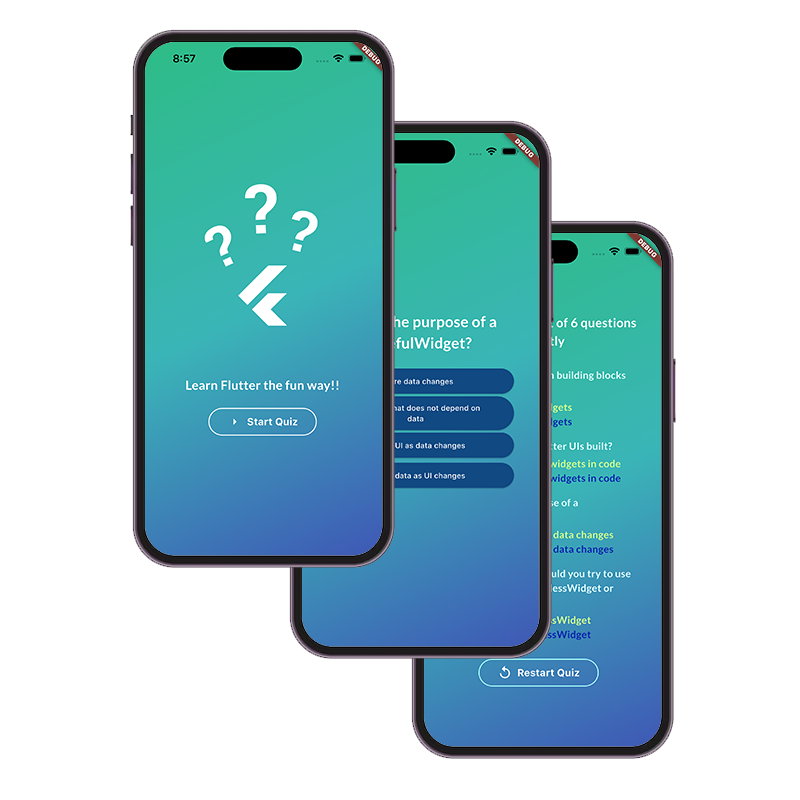 8:57
DEBUG
? ? ?
Learn Flutter the fun way!!
Start Quiz
DEBUG
he purpose of a
efulWidget?
re data changes
hat does not depend on
data
UI as data changes
data as UI changes
DEBUG
of 6 questions
tly
n building blocks
gets
gets
tter UIs built?
widgets in code
widgets in code
se of a
data changes
data changes
uld you try to use
essWidget or
ssWidget
ssWidget
Restart Quiz